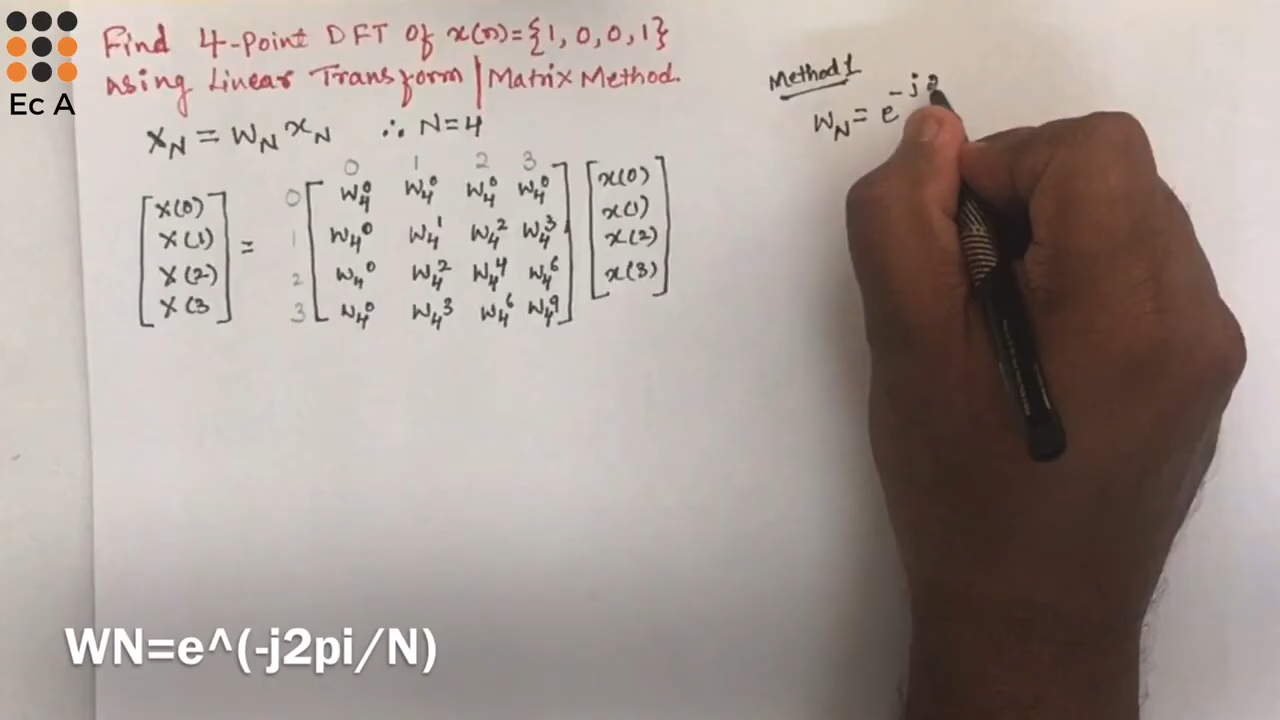 Ec A
Find 4-Point DFT of x(n)={1, 0, 0, 1}
using Linear Transform | Matrix Method.
X_N = W_N x_N ∴ N=4
0 1 2 3
[X(0) X(1) X(2) X(3] =
0 [W_4^0 W_4^0 W_4^0 W_4^0]
1 [W_4^0 W_4^1 W_4^2 W_4^3]
2 [W_4^0 W_4^2 W_4^4 W_4^6]
3 [W_4^0 W_4^3 W_4^6 W_4^9]
[x(0) x(1) x(2) x(3)]
Method 1
W_N = e^-j2
WN=e^(-j2pi/N)